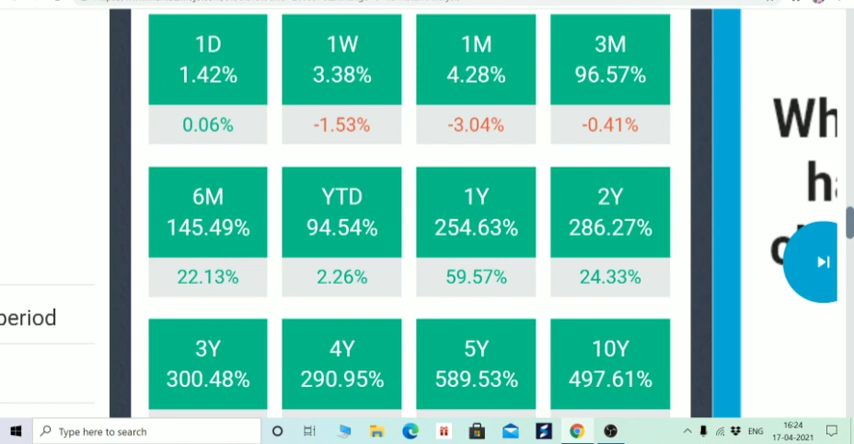 1D 1W 1M 3M
1.42% 3.38% 4.28% 96.57%
0.06% -1.53% -3.04% -0.41%
6M YTD 1Y 2Y
145.49% 94.54% 254.63% 286.27%
22.13% 2.26% 59.57% 24.33%
period
3Y 4Y 5Y 10Y
300.48% 290.95% 589.53% 497.61%
Wh
Type here to search
ENG
16:24
17-04-2021